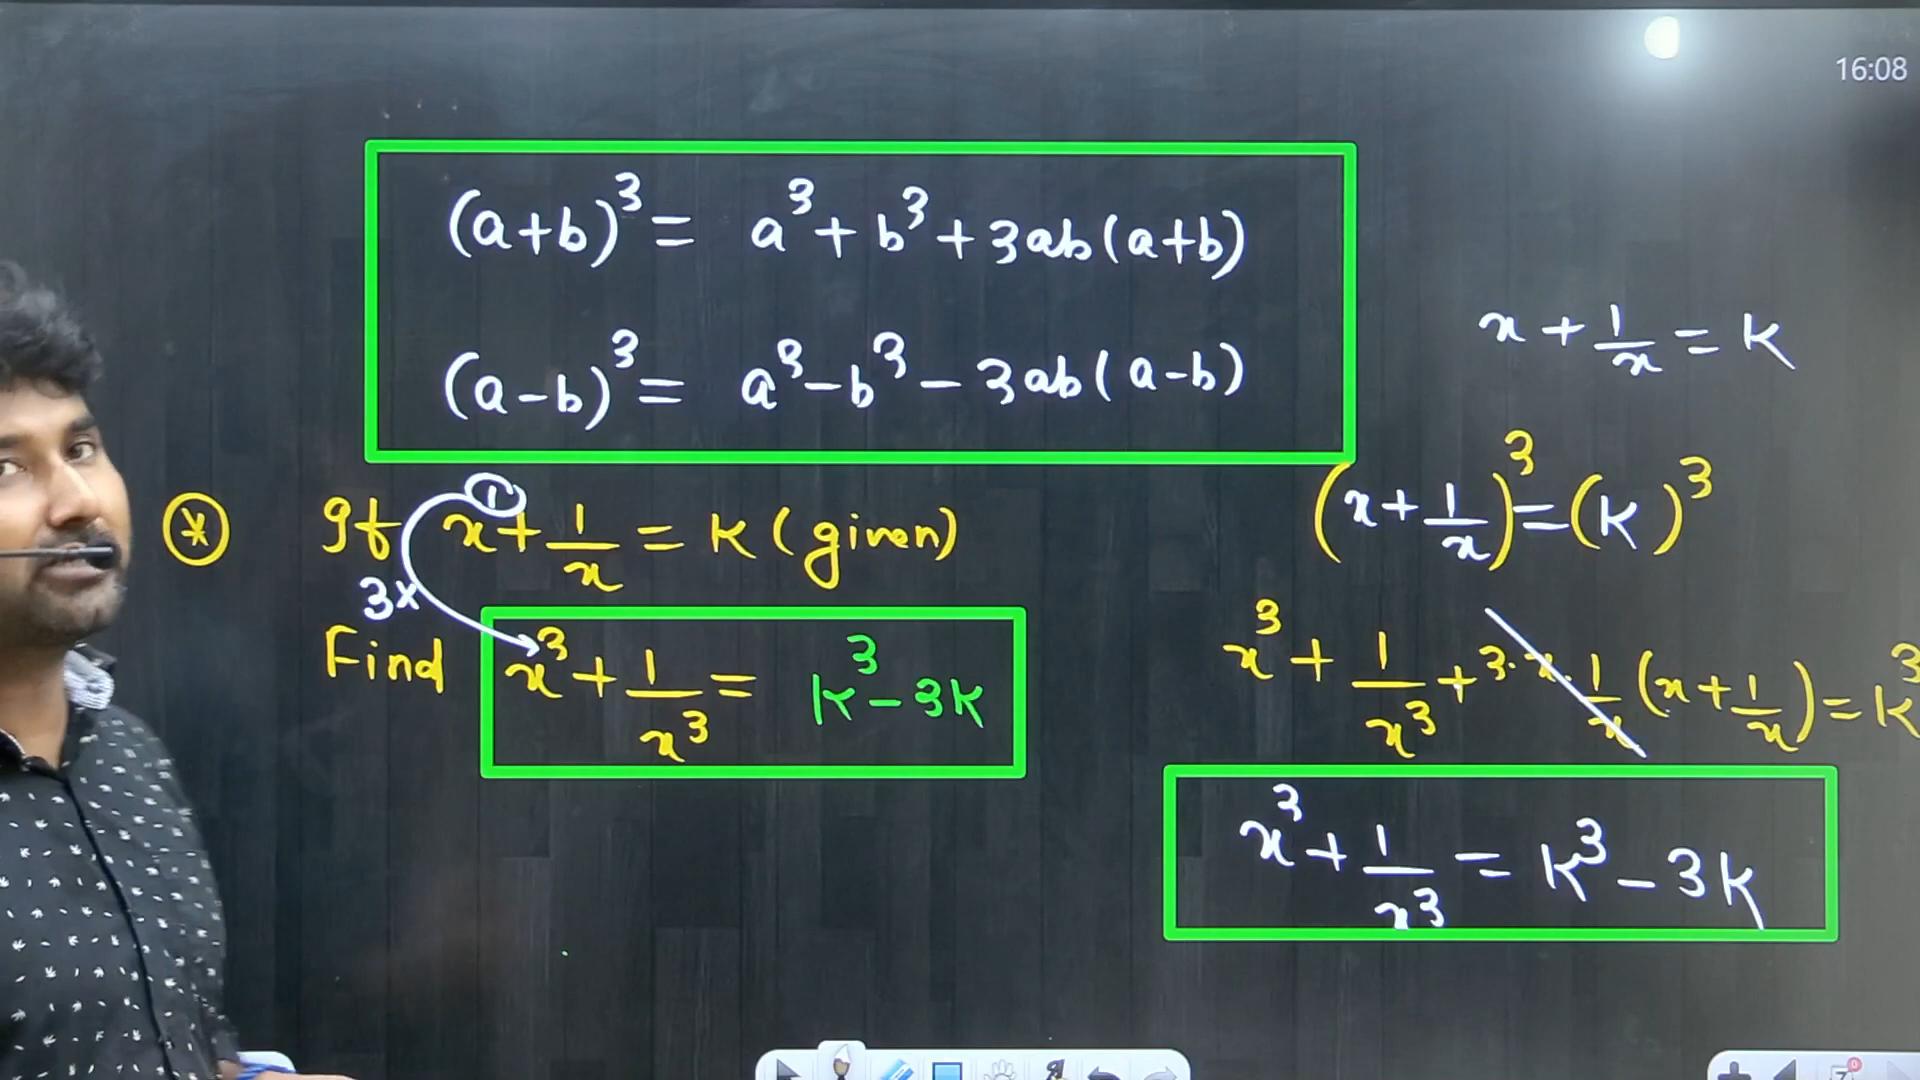 16:08
(a+b)³ = a³+b³+3ab(a+b)
(a-b)³ = a³-b³-3ab(a-b)
x + 1/x = K
If x + 1/x = K (given)
1
3x
Find x³ + 1/x³ = K³-3K
(x + 1/x)³ = (K)³
x³ + 1/x³ + 3·x·1/x (x + 1/x) = K³
x³ + 1/x³ = K³-3K